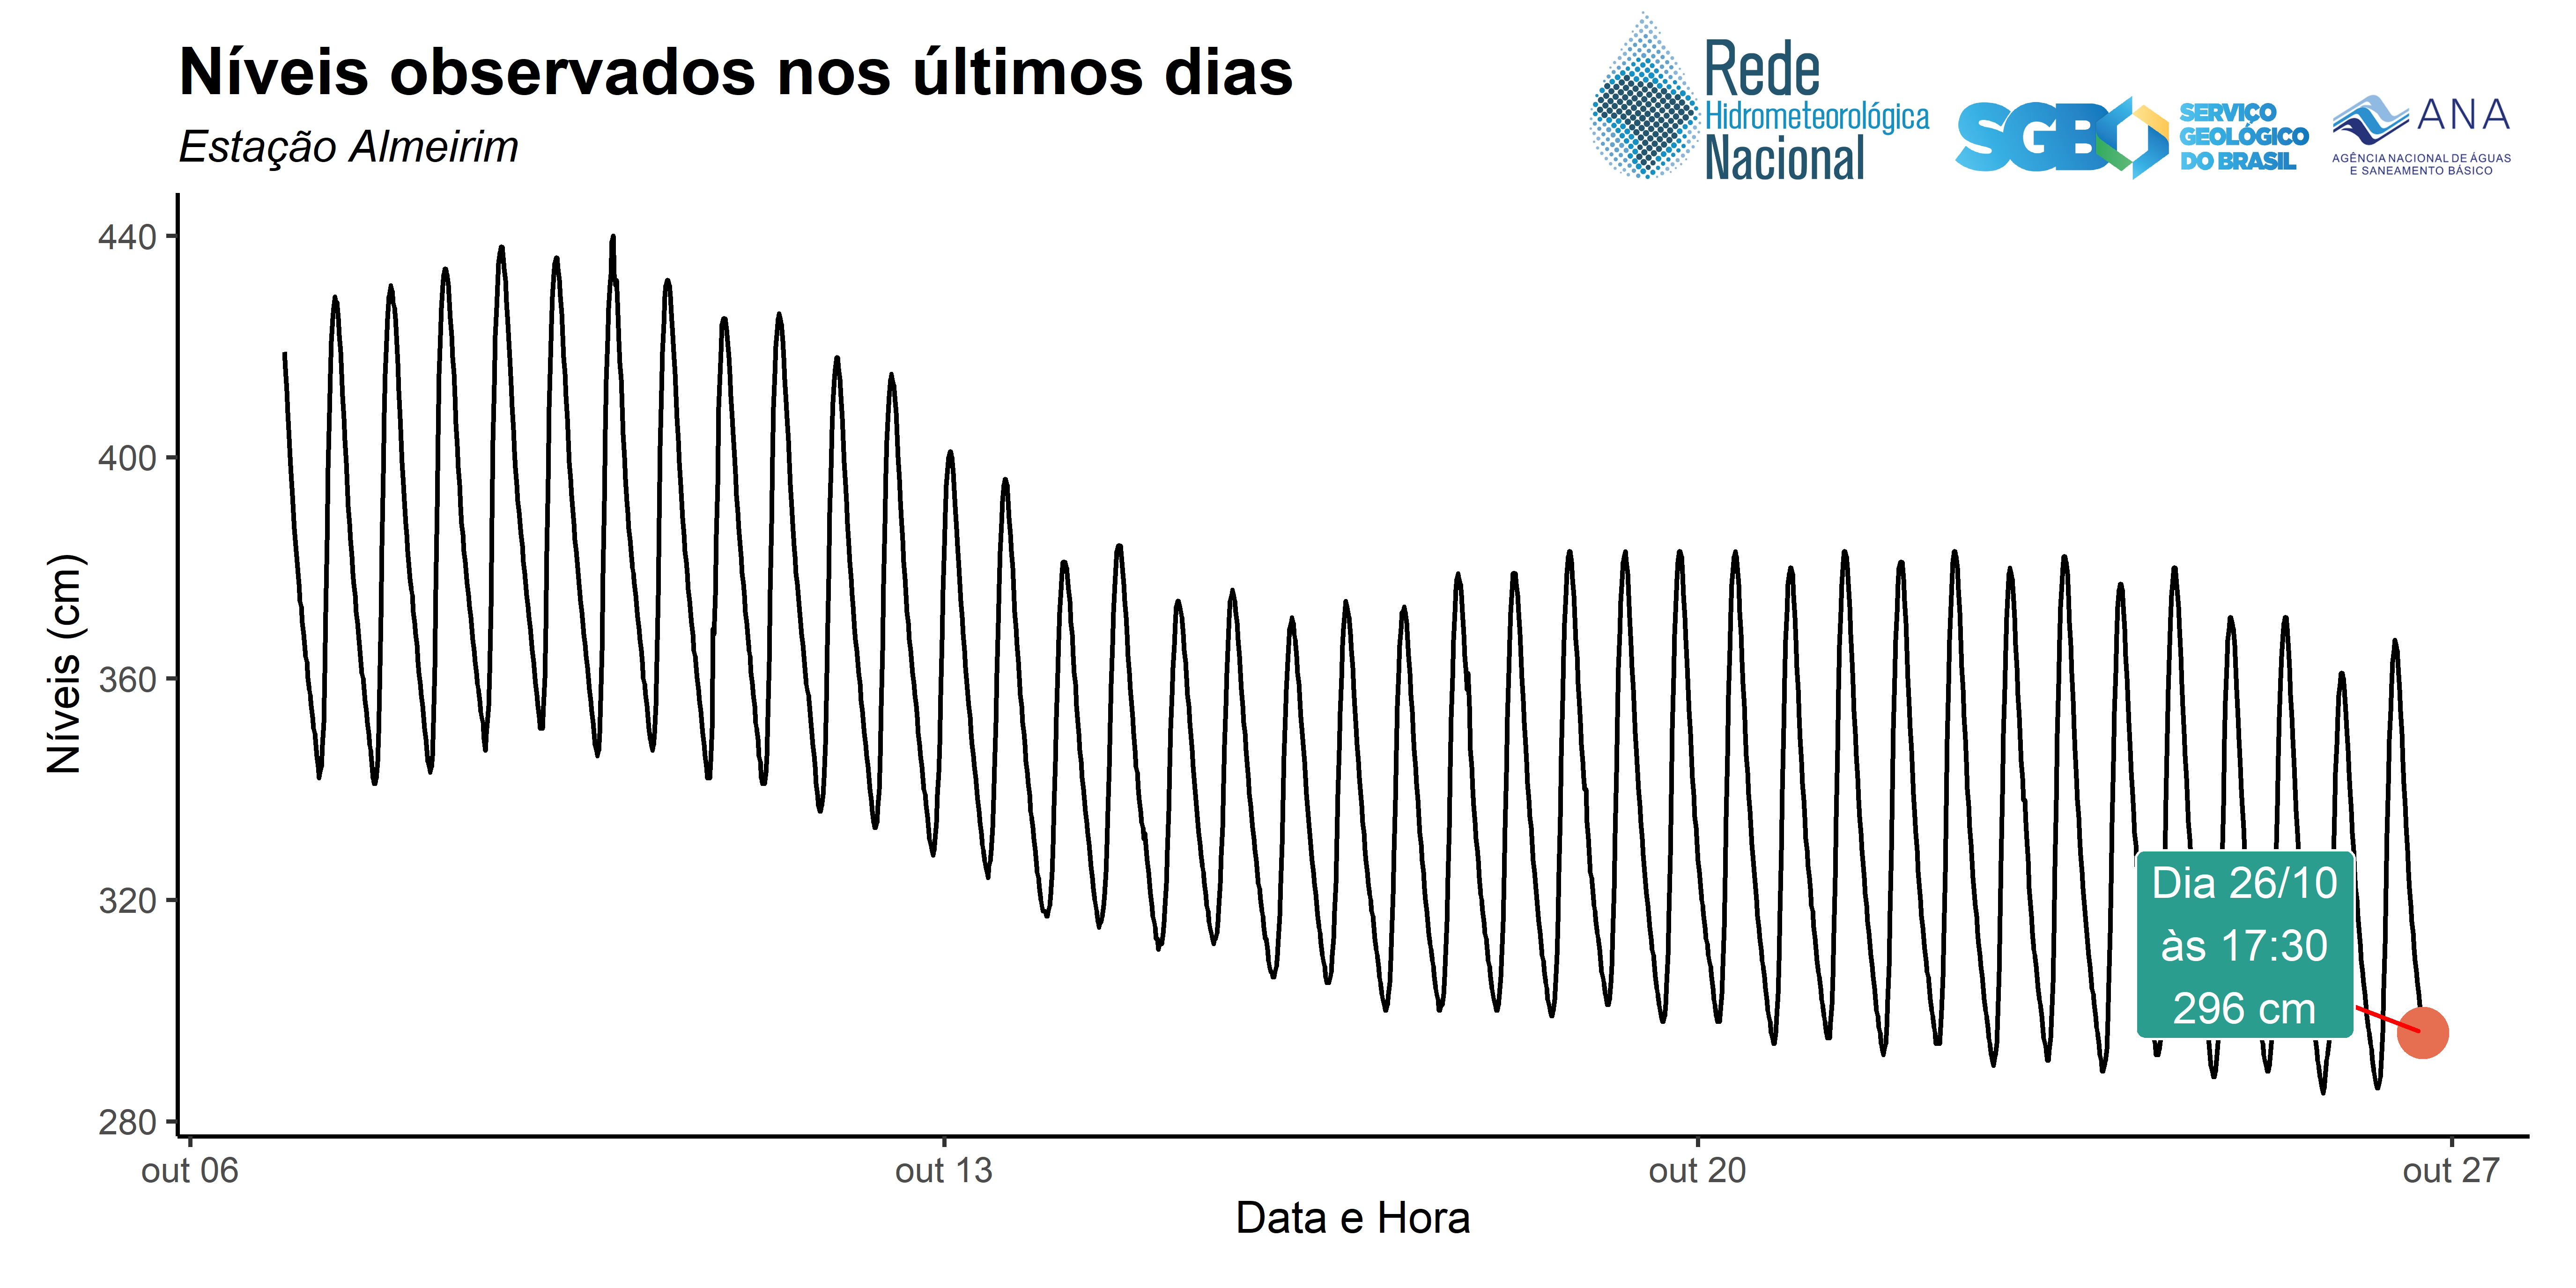 Níveis observados nos últimos dias
Estação Almeirim
Rede
Hidrometeorológica
Nacional
SGB
SERVIÇO
GEOLÓGICO
DO BRASIL
ANA
AGÊNCIA NACIONAL DE ÁGUAS
E SANEAMENTO BÁSICO
Níveis (cm)
440
400
360
320
280
Dia 26/10
às 17:30
296 cm
out 06
out 13
out 20
out 27
Data e Hora